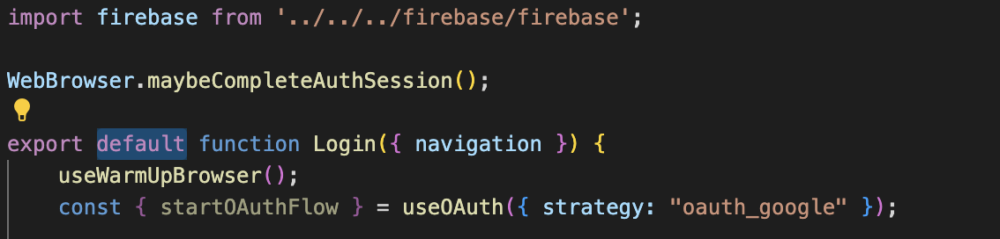 import firebase from '../../../firebase/firebase';
WebBrowser.maybeCompleteAuthSession();
export default function Login({ navigation }) {
useWarmUpBrowser();
const { startOAuthFlow } = useOAuth({ strategy: "oauth_google" });